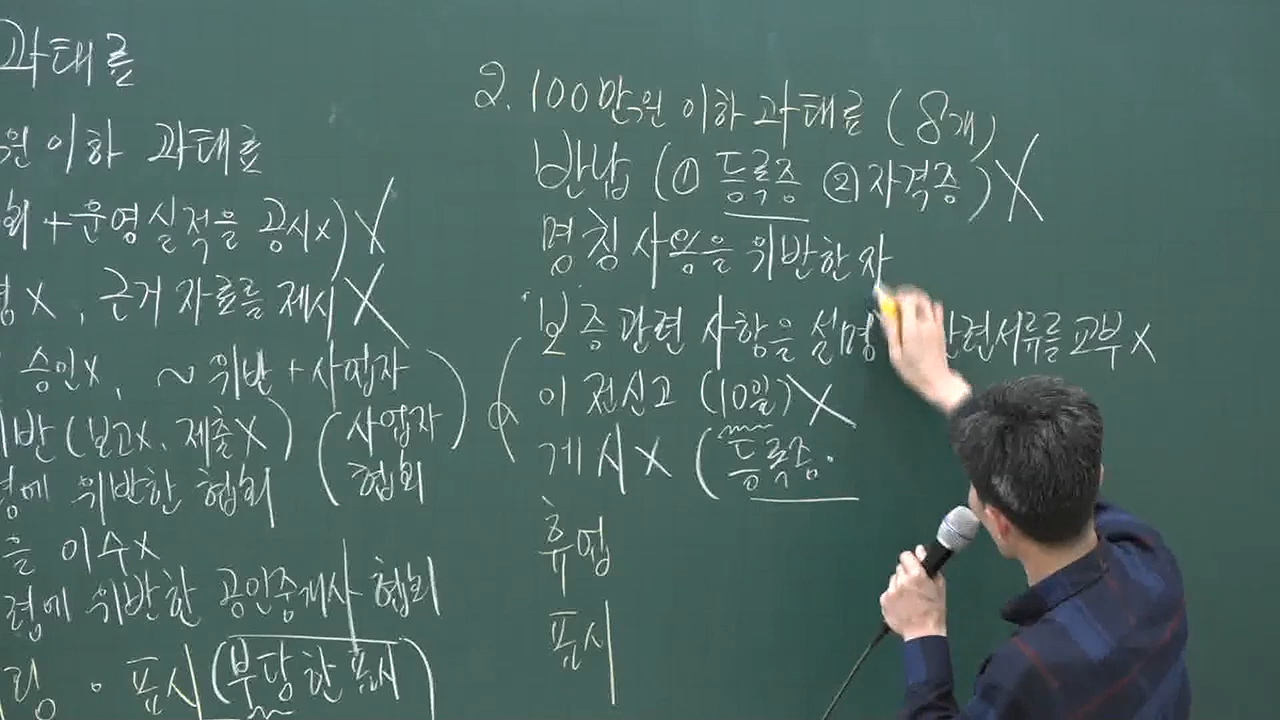 과태료
원 이하 과태료
회 + 운영실적을 공시x) X
명 x, 근거 자료를 제시 X
승인x, ~ 위반 + 사업자
위반 (보고x. 제출X) (사업자 협회)
명에 위반한 협회
을 이수x
령에 위반한 공인중개사 협회
링 · 표시 (부당한 표시)
2. 100만원 이하 과태료 (8개)
반납 (① 등록증 ② 자격증) X
명칭 사용을 위반한 자
보증관련 사항을 설명 관련서류를 교부 x
이전신고 (10일) X
게시 x (등록증.
휴업
표시